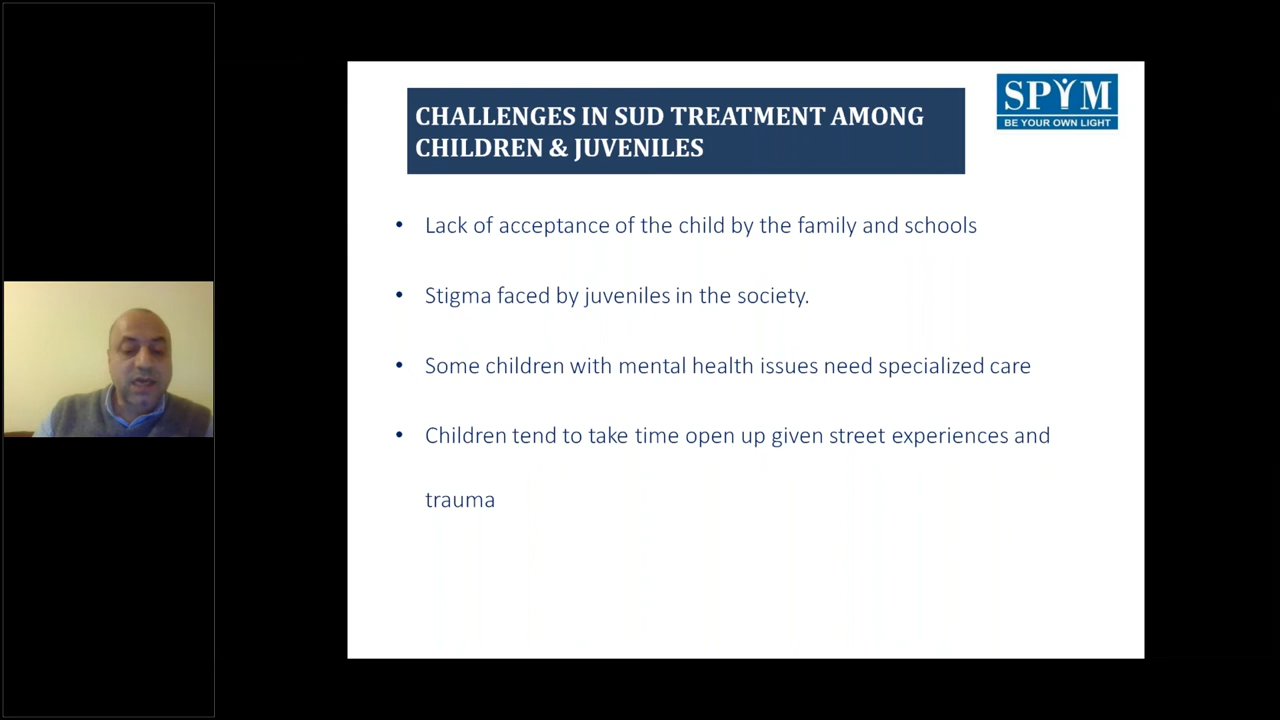 SPYM
BE YOUR OWN LIGHT
CHALLENGES IN SUD TREATMENT AMONG
CHILDREN & JUVENILES
• Lack of acceptance of the child by the family and schools
• Stigma faced by juveniles in the society.
• Some children with mental health issues need specialized care
• Children tend to take time open up given street experiences and
trauma